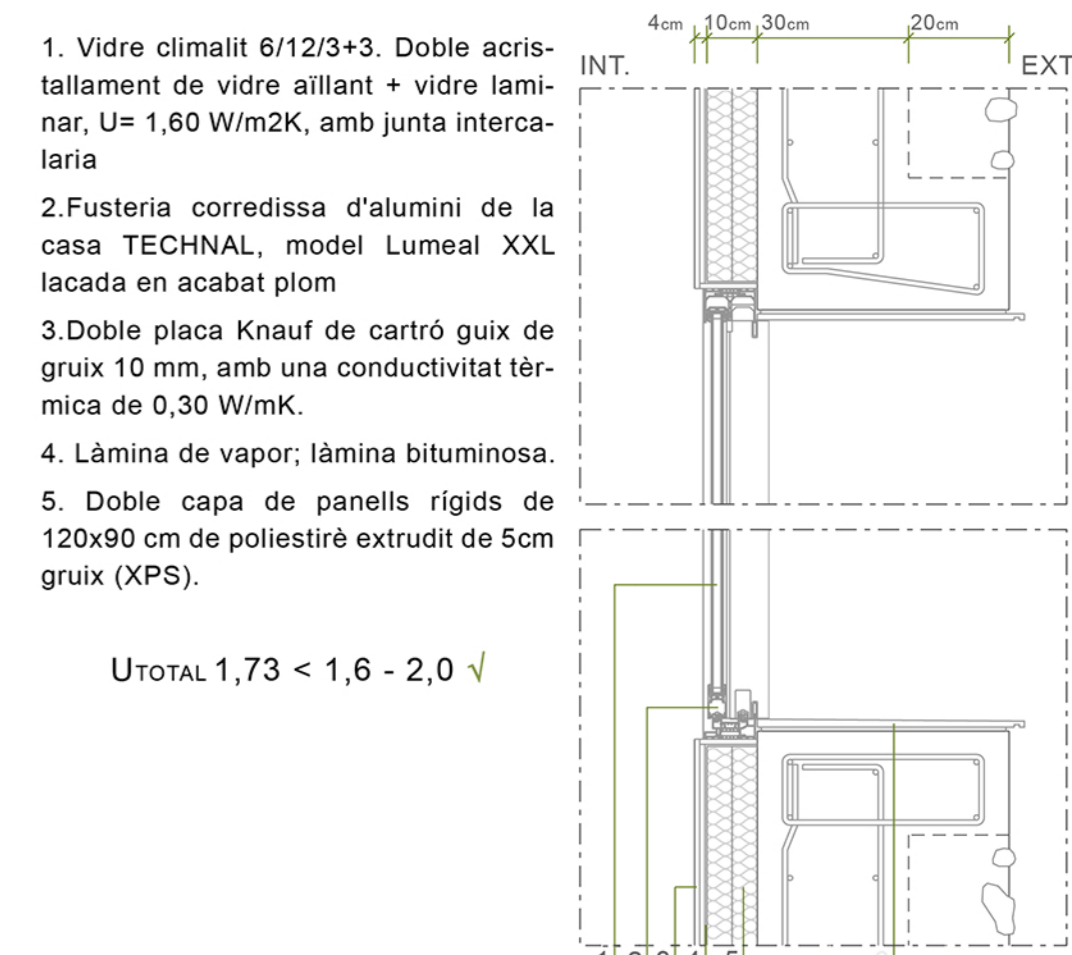 1. Vidre climalit 6/12/3+3. Doble acris-
tallament de vidre aïllant + vidre lami-
nar, U= 1,60 W/m2K, amb junta interca-
laria
2.Fusteria corredissa d'alumini de la
casa TECHNAL, model Lumeal XXL
lacada en acabat plom
3.Doble placa Knauf de cartró guix de
gruix 10 mm, amb una conductivitat tèr-
mica de 0,30 W/mK.
4. Làmina de vapor; làmina bituminosa.
5. Doble capa de panells rígids de
120x90 cm de poliestirè extrudit de 5cm
gruix (XPS).
UTOTAL 1,73 < 1,6 - 2,0 √
4cm 10cm 30cm 20cm
INT. EXT